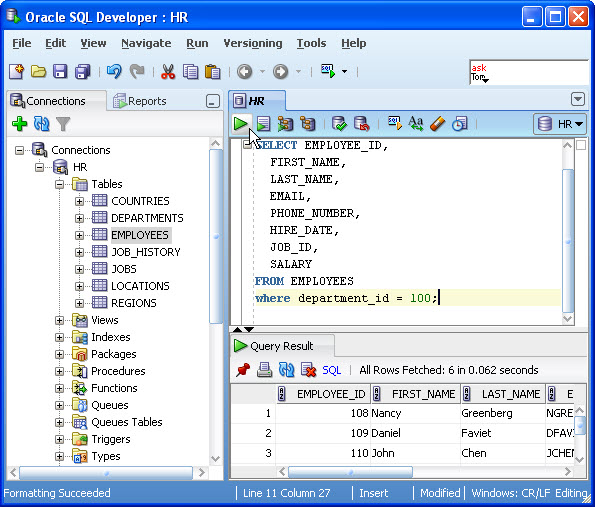 Oracle SQL Developer : HR
File Edit View Navigate Run Versioning Tools Help
ask
Tom
Connections
Reports
HR
HR
SELECT EMPLOYEE_ID,
FIRST_NAME,
LAST_NAME,
EMAIL,
PHONE_NUMBER,
HIRE_DATE,
JOB_ID,
SALARY
FROM EMPLOYEES
where department_id = 100;
Connections
HR
Tables
COUNTRIES
DEPARTMENTS
EMPLOYEES
JOB_HISTORY
JOBS
LOCATIONS
REGIONS
Views
Indexes
Packages
Procedures
Functions
Queues
Queues Tables
Triggers
Types
Query Result
SQL All Rows Fetched: 6 in 0.062 seconds
EMPLOYEE_ID FIRST_NAME LAST_NAME E
1 108 Nancy Greenberg NGRE
2 109 Daniel Faviet DFAV
3 110 John Chen JCHEN
Formatting Succeeded Line 11 Column 27 Insert Modified Windows: CR/LF Editing